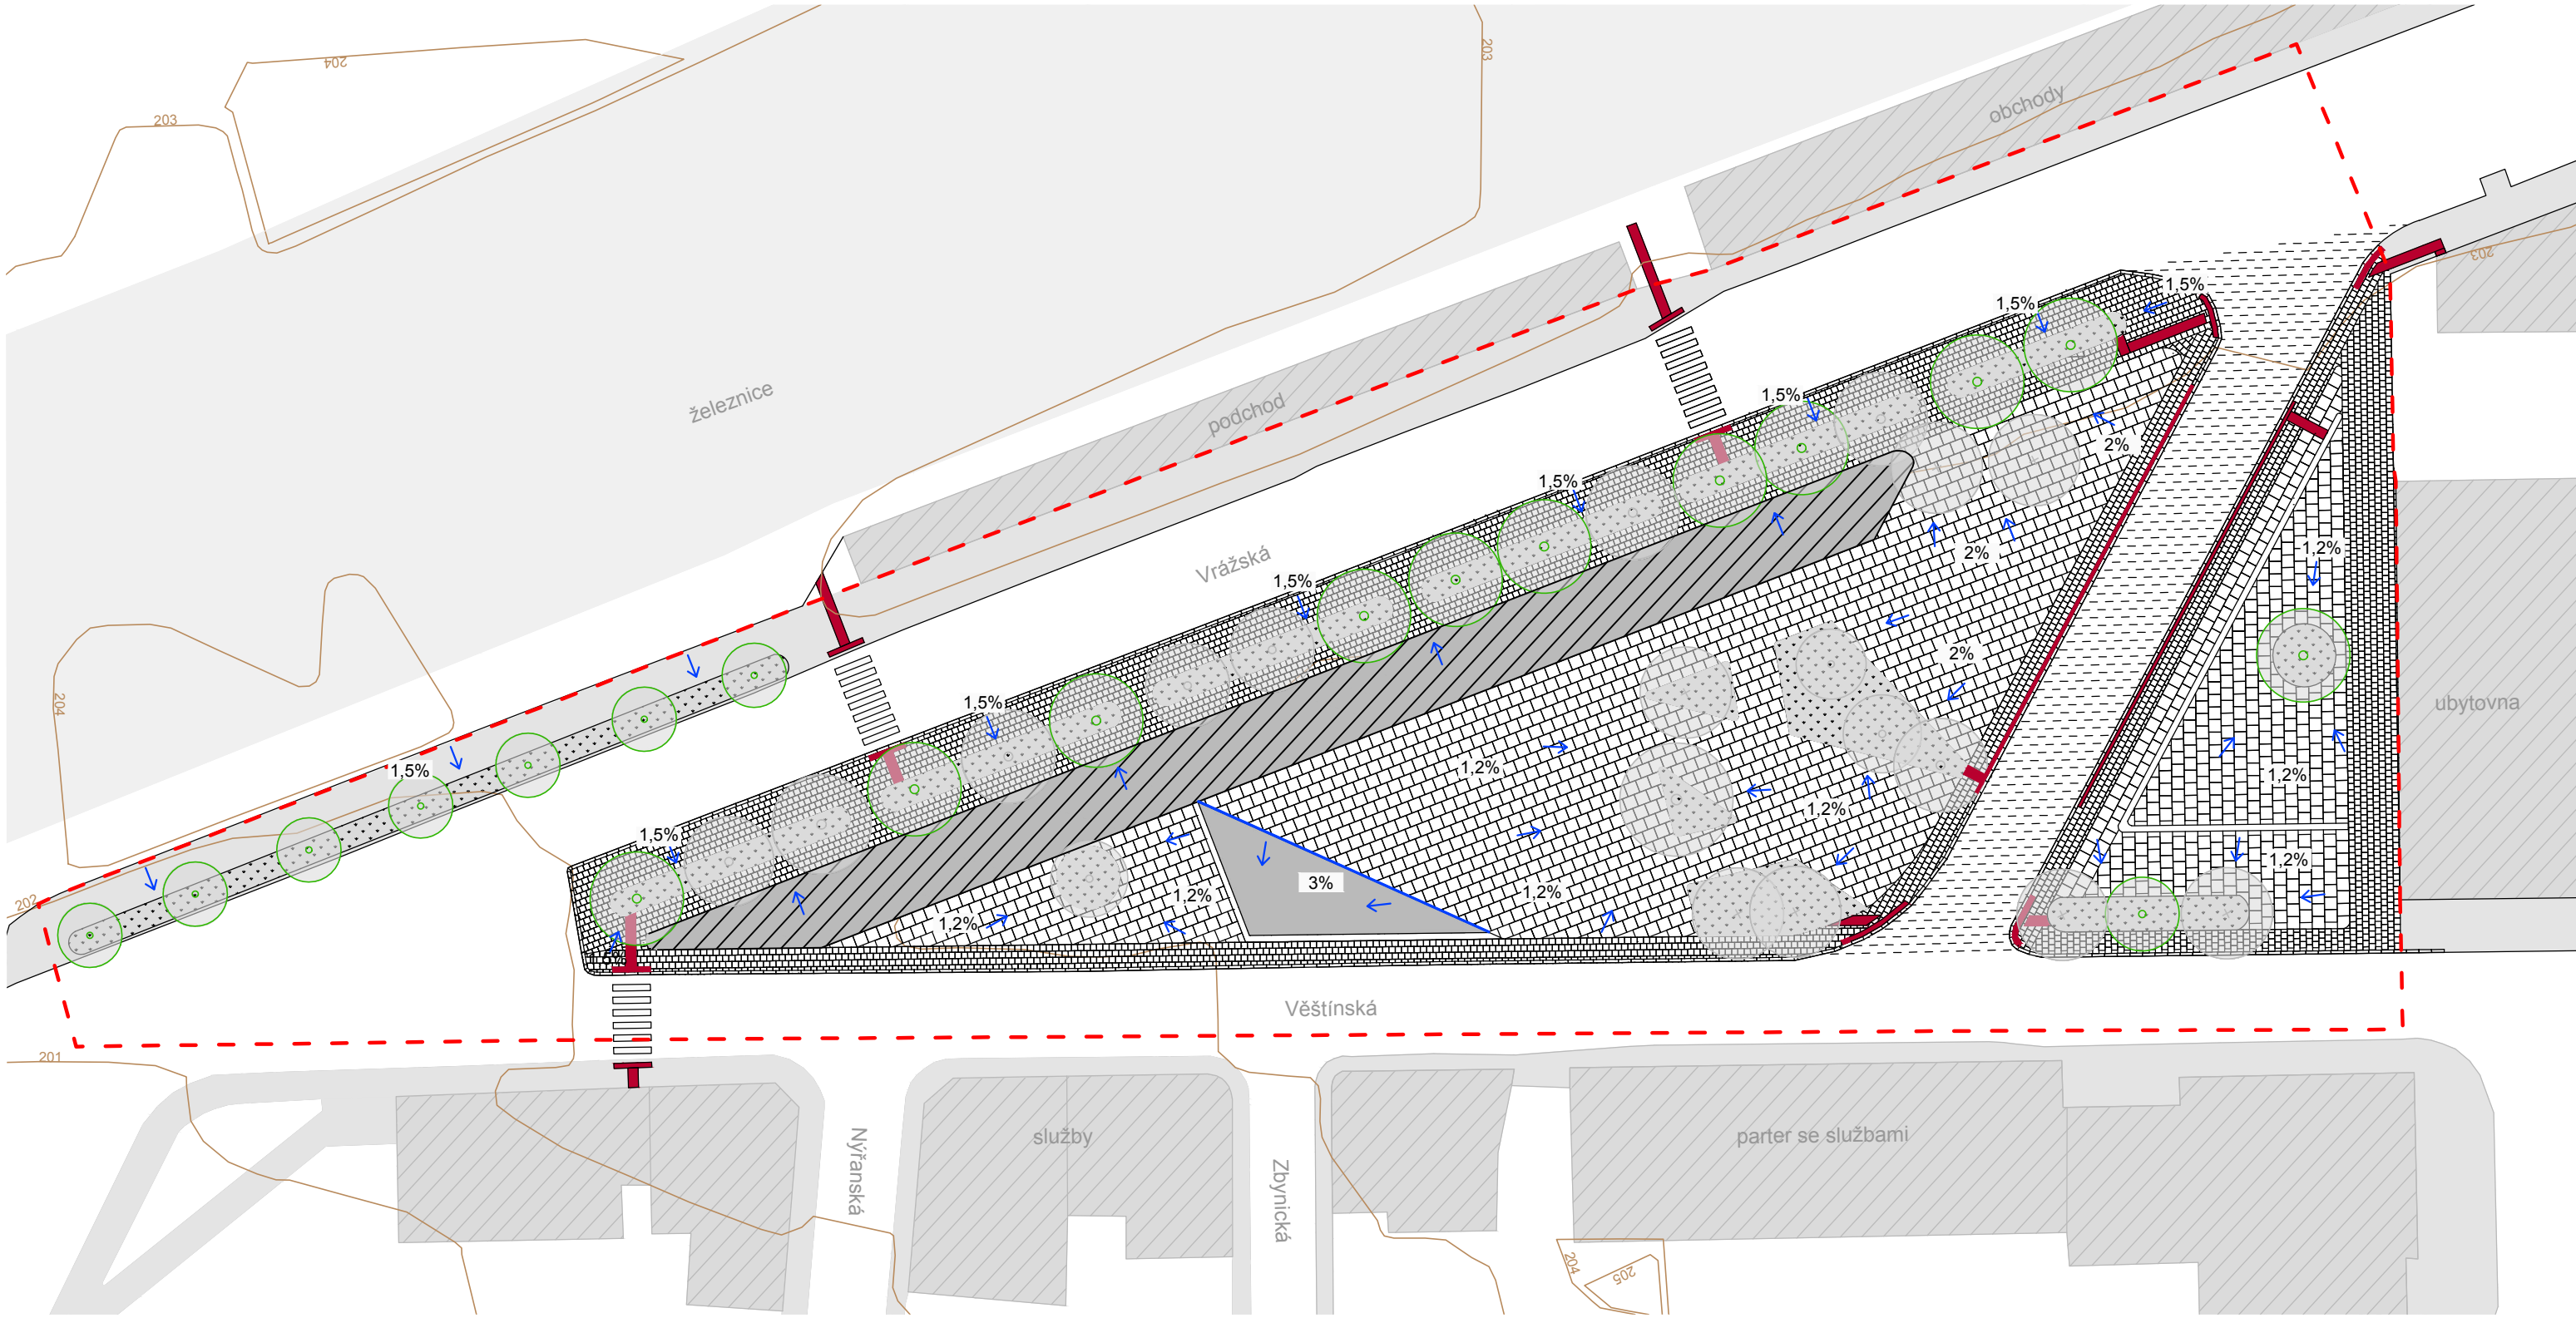 204
203
203
obchody
203
železnice
podchod
Vrážská
1,5%
1,5%
1,5%
2%
1,5%
2%
1,2%
1,5%
2%
204
1,5%
1,5%
ubytovna
1,2%
1,2%
1,2%
1,5%
1,2%
3%
1,2%
1,2%
1,2%
202
Věštínská
201
Nýřanská
služby
Zbynická
parter se službami
204
205